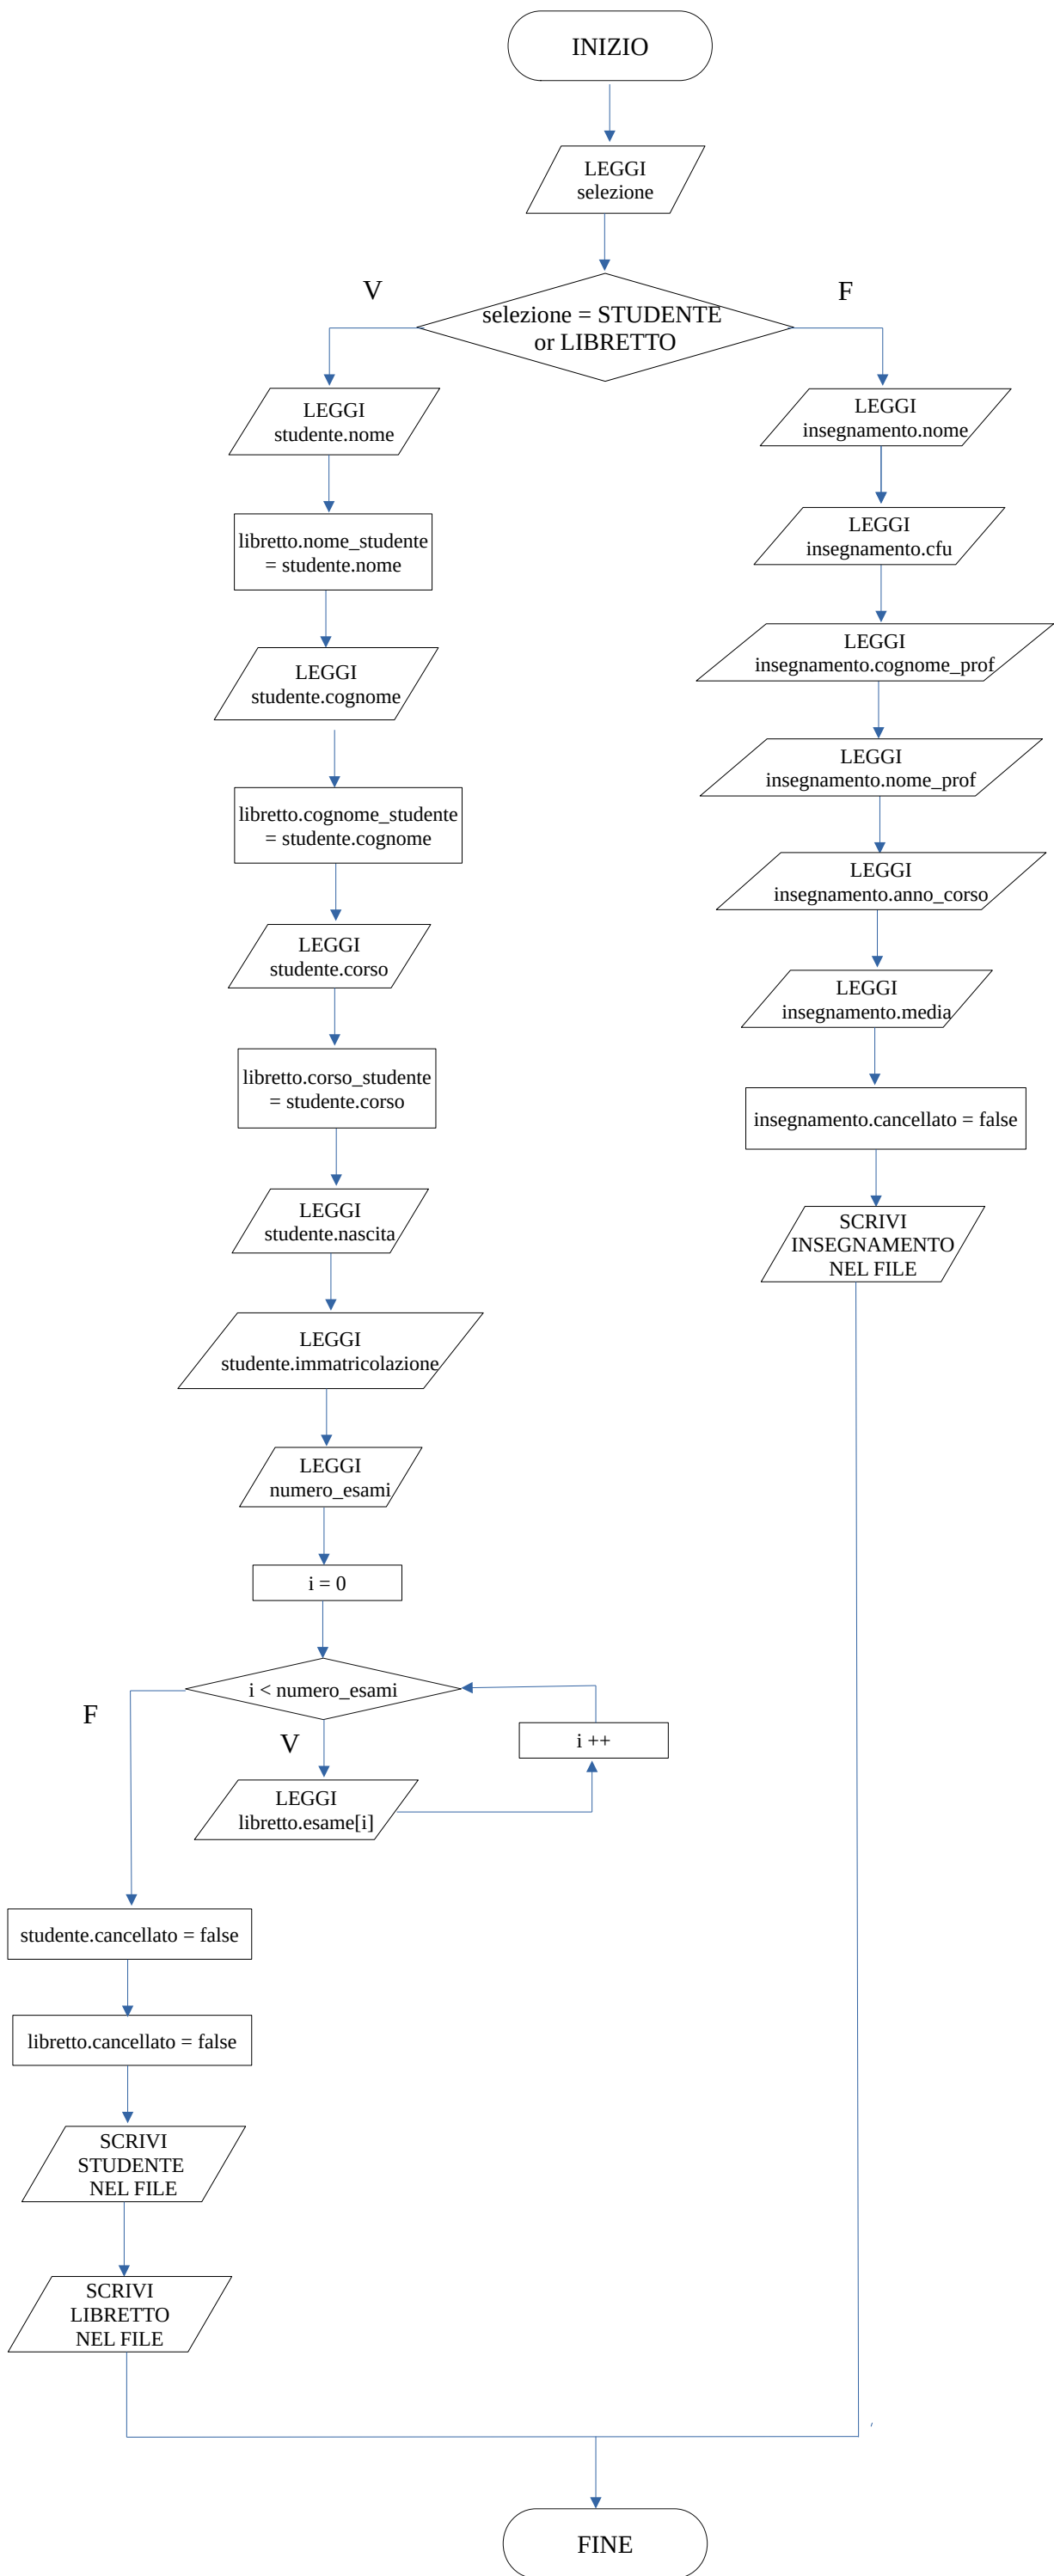 INIZIO
LEGGI
selezione
V
F
selezione = STUDENTE
or LIBRETTO
LEGGI
studente.nome
libretto.nome_studente
= studente.nome
LEGGI
studente.cognome
libretto.cognome_studente
= studente.cognome
LEGGI
studente.corso
libretto.corso_studente
= studente.corso
LEGGI
studente.nascita
LEGGI
studente.immatricolazione
LEGGI
numero_esami
i = 0
i < numero_esami
F
V
i ++
LEGGI
libretto.esame[i]
studente.cancellato = false
libretto.cancellato = false
SCRIVI
STUDENTE
NEL FILE
SCRIVI
LIBRETTO
NEL FILE
LEGGI
insegnamento.nome
LEGGI
insegnamento.cfu
LEGGI
insegnamento.cognome_prof
LEGGI
insegnamento.nome_prof
LEGGI
insegnamento.anno_corso
LEGGI
insegnamento.media
insegnamento.cancellato = false
SCRIVI
INSEGNAMENTO
NEL FILE
FINE